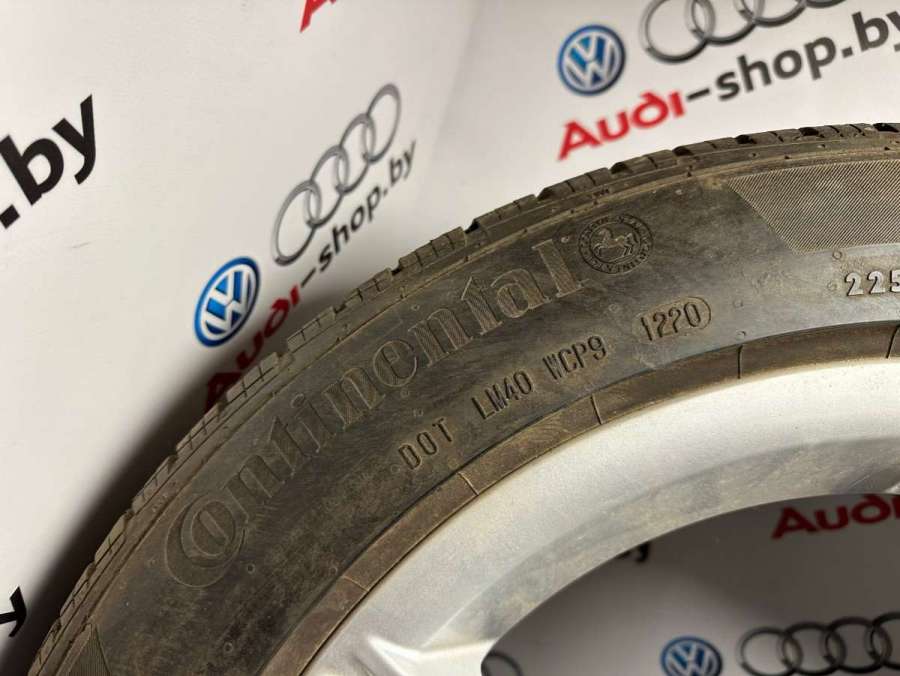 Audi-shop.by
.by
Audi-shop.by
Continental
225
DOT LM40 WCP9 1220
Audi